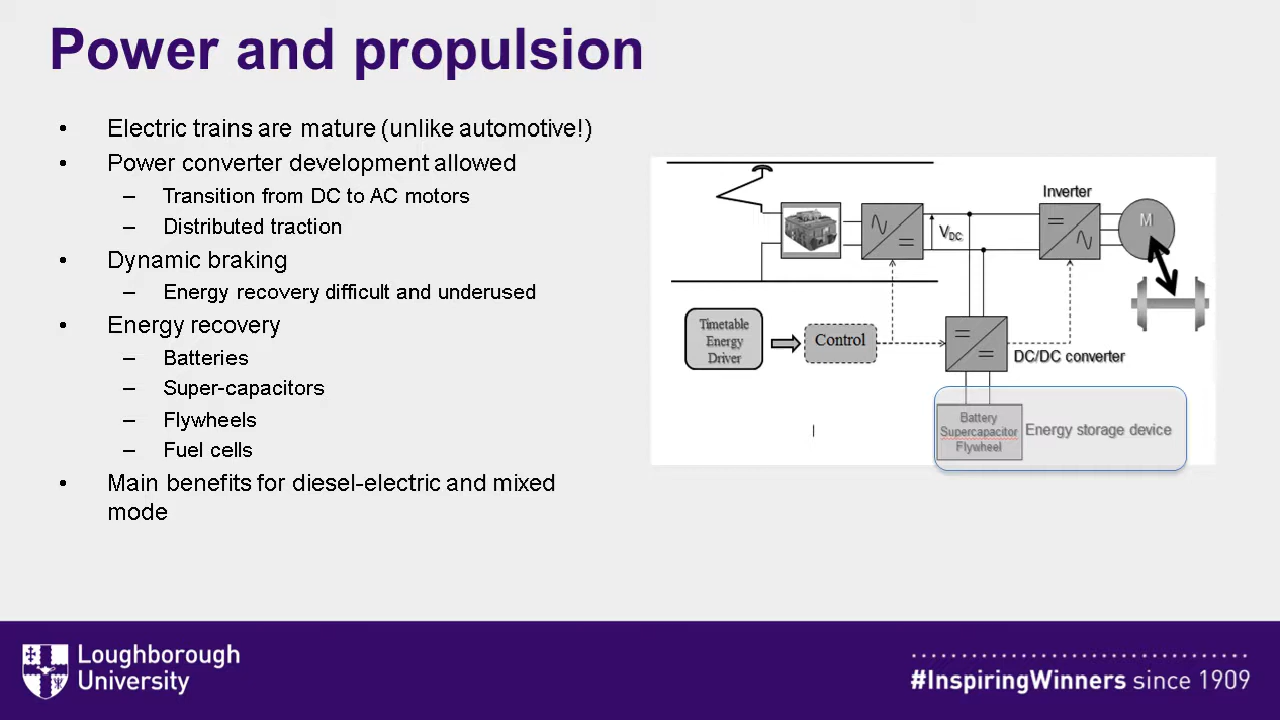 Power and propulsion
• Electric trains are mature (unlike automotive!)
• Power converter development allowed
– Transition from DC to AC motors
– Distributed traction
• Dynamic braking
– Energy recovery difficult and underused
• Energy recovery
– Batteries
– Super-capacitors
– Flywheels
– Fuel cells
• Main benefits for diesel-electric and mixed
mode
Inverter
M
VDC
Timetable
Energy
Driver
Control
DC/DC converter
Battery
Supercapacitor
Flywheel
Energy storage device
Loughborough
University
#InspiringWinners since 1909